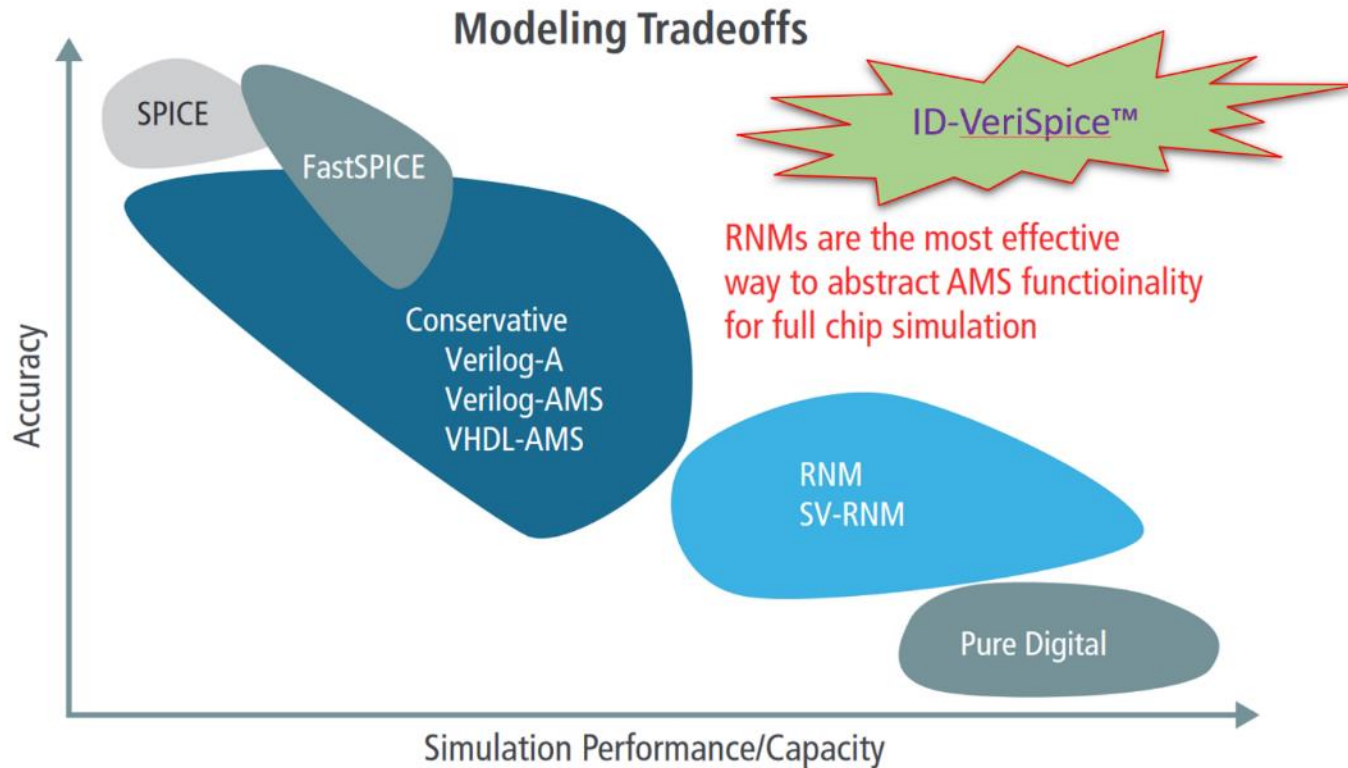 Modeling Tradeoffs
SPICE
FastSPICE
ID-VeriSpice™
RNMs are the most effective
way to abstract AMS functioinality
for full chip simulation
Conservative
Verilog-A
Verilog-AMS
VHDL-AMS
Accuracy
RNM
SV-RNM
Pure Digital
Simulation Performance/Capacity